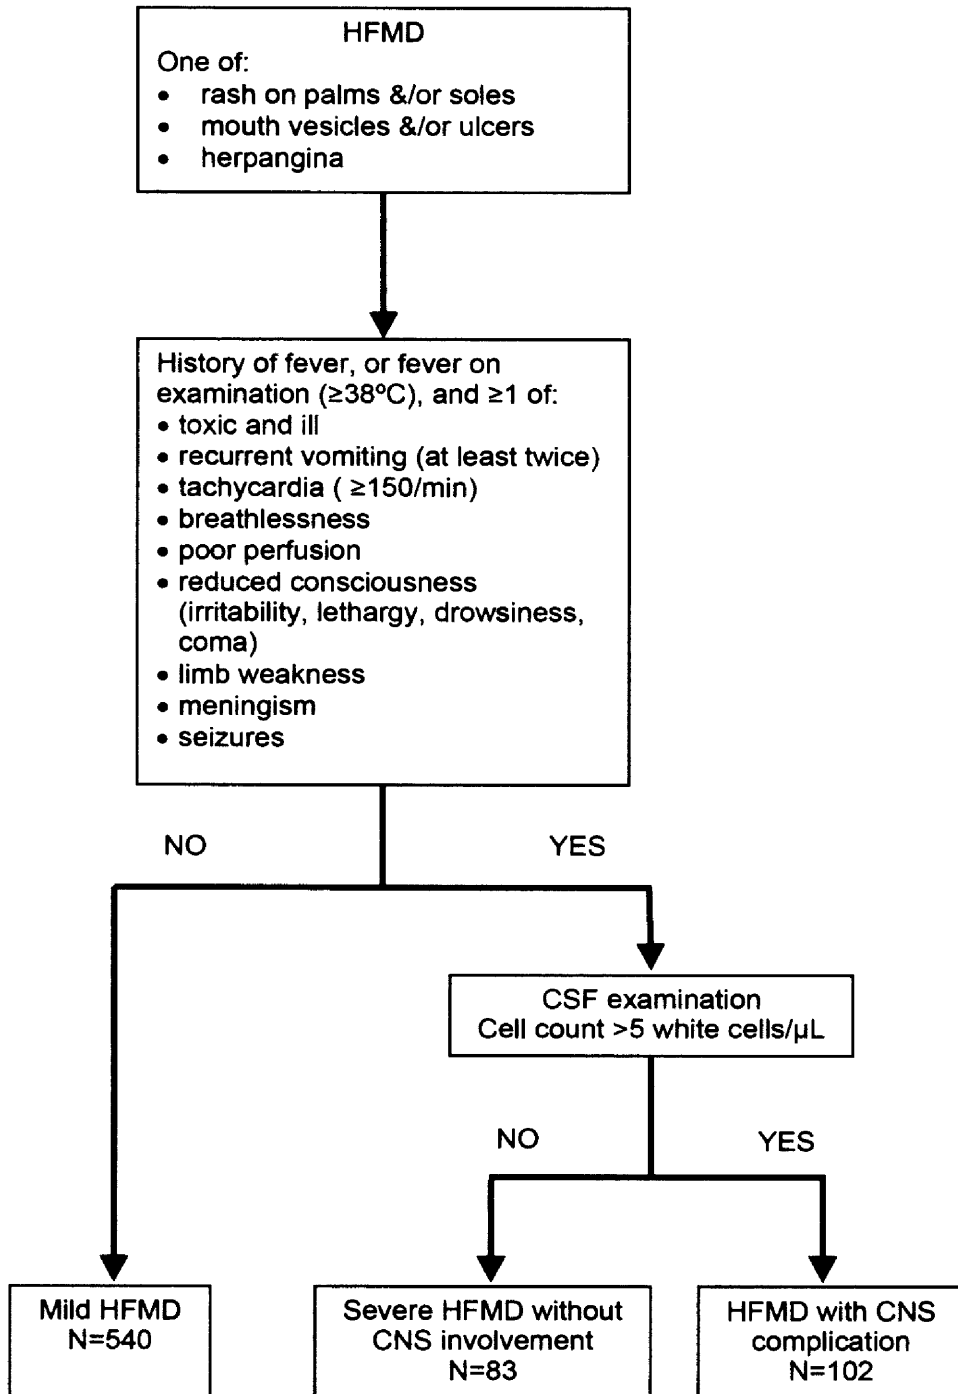 HFMD
One of:
• rash on palms &/or soles
• mouth vesicles &/or ulcers
• herpangina
History of fever, or fever on
examination (≥38ºC), and ≥1 of:
• toxic and ill
• recurrent vomiting (at least twice)
• tachycardia ( ≥150/min)
• breathlessness
• poor perfusion
• reduced consciousness
(irritability, lethargy, drowsiness,
coma)
• limb weakness
• meningism
• seizures
NO
YES
CSF examination
Cell count >5 white cells/µL
NO
YES
Mild HFMD
N=540
Severe HFMD without
CNS involvement
N=83
HFMD with CNS
complication
N=102